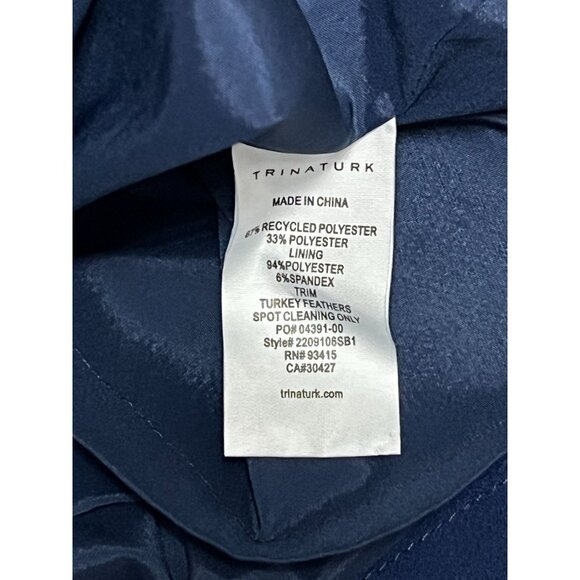 TRINATURK
MADE IN CHINA
67% RECYCLED POLYESTER
33% POLYESTER
LINING
94%POLYESTER
6%SPANDEX
TRIM
TURKEY FEATHERS
SPOT CLEANING ONLY
PO# 04391-00
Style# 2209106SB1
RN# 93415
CA#30427
trinaturk.com